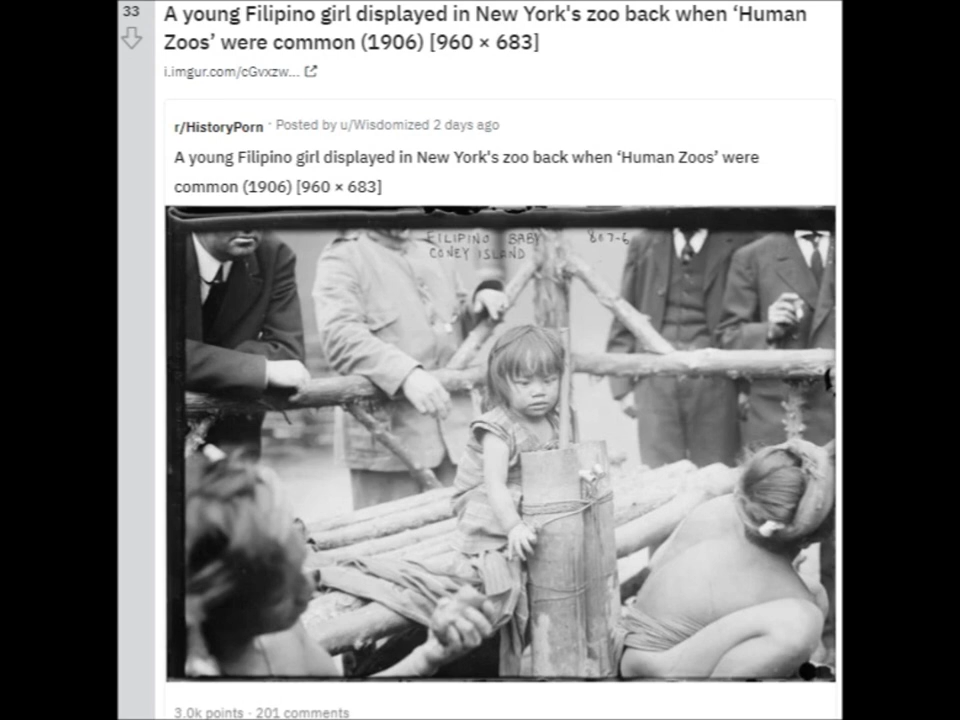 33
A young Filipino girl displayed in New York's zoo back when ‘Human
Zoos’ were common (1906) [960 × 683]
i.imgur.com/cGvxzw...
r/HistoryPorn · Posted by u/Wisdomized 2 days ago
A young Filipino girl displayed in New York's zoo back when ‘Human Zoos’ were
common (1906) [960 × 683]
FILIPINO BABY 807-6
CONEY ISLAND
3.0k points · 201 comments